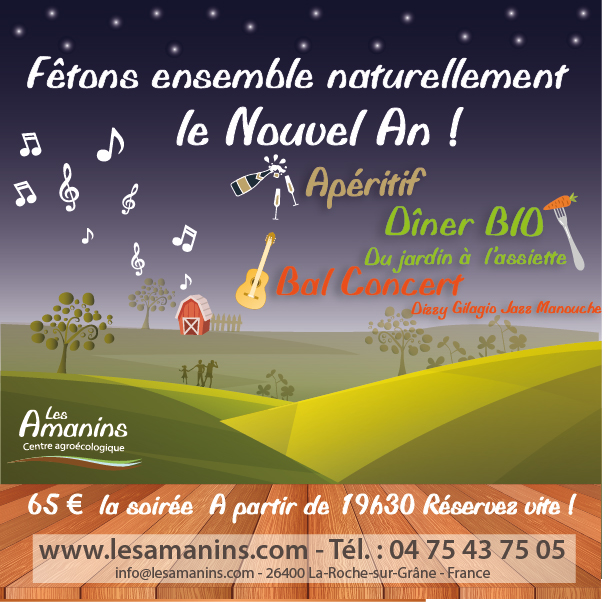 Fêtons ensemble naturellement
le Nouvel An !
Apéritif
Dîner BIO
Du jardin à l'assiette
Bal Concert
Dissy Gilagio Jazz Manouche
Les
Amanins
Centre agroécologique
65 € la soirée A partir de 19h30 Réservez vite !
www.lesamanins.com - Tél. : 04 75 43 75 05
info@lesamanins.com - 26400 La-Roche-sur-Grâne - France